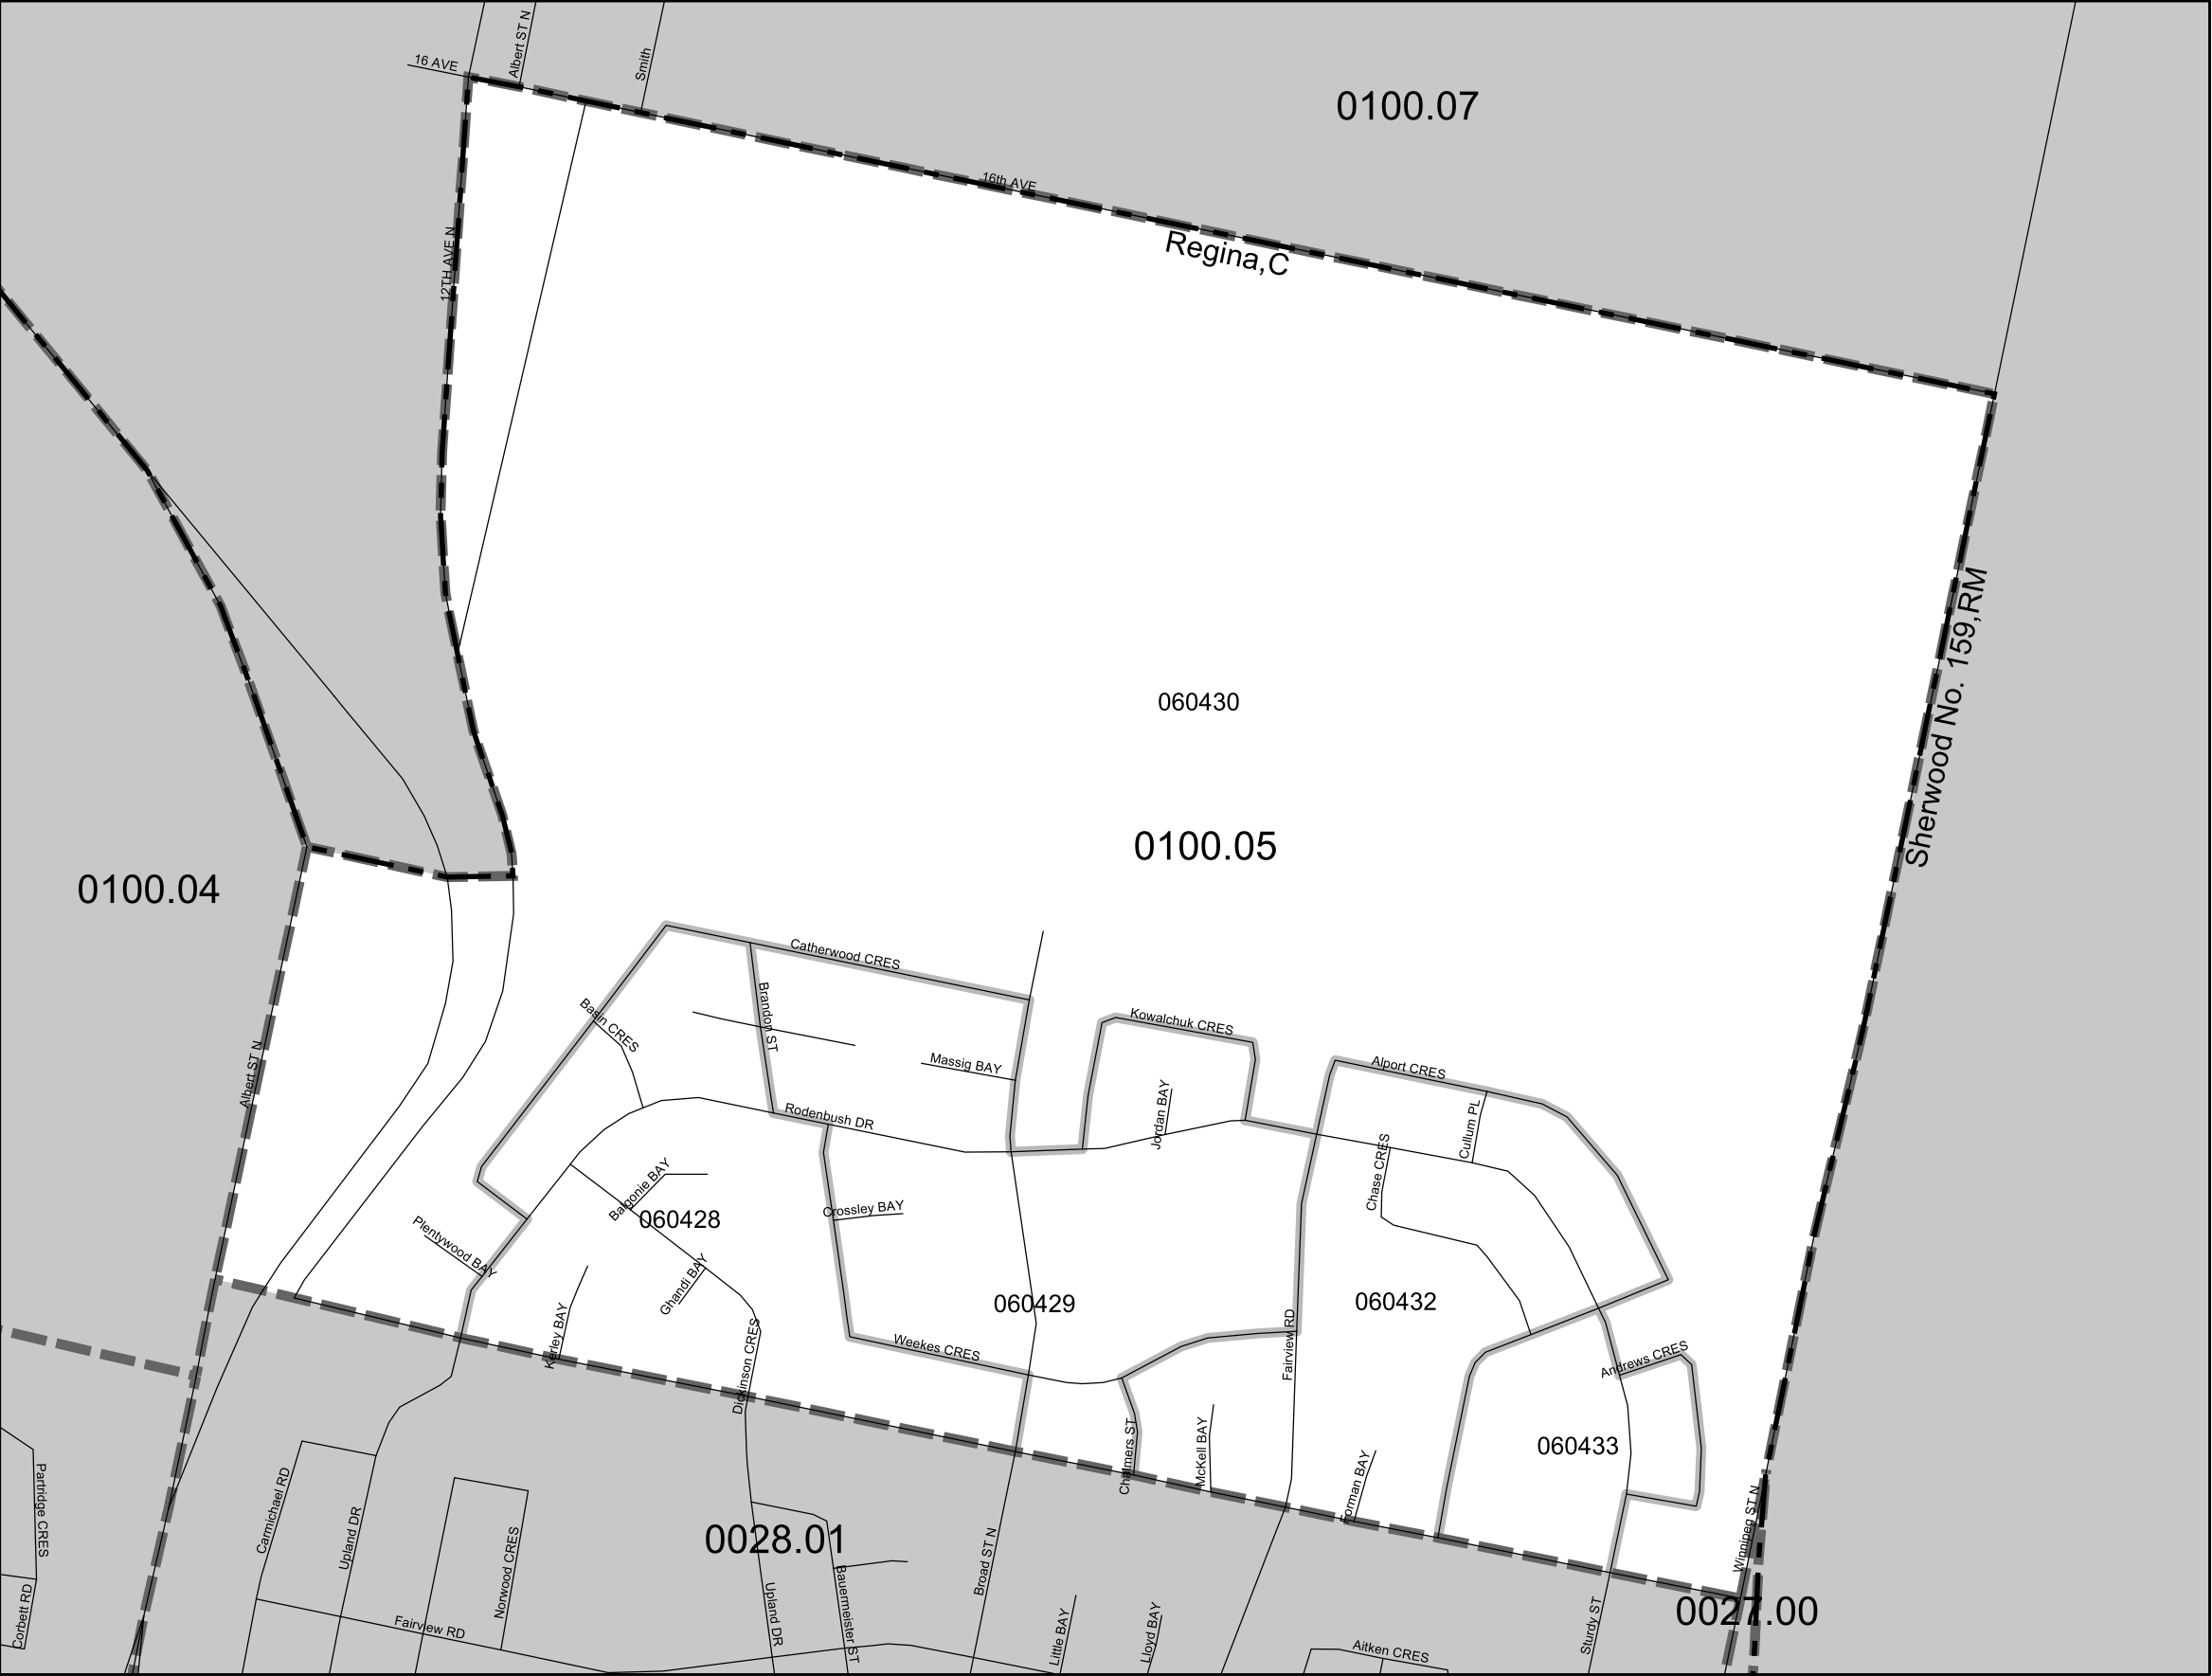 16 AVE
Albert ST N
Smith
0100.07
16th AVE
Regina,C
12TH AVE N
Sherwood No. 159,RM
060430
0100.05
0100.04
Catherwood CRES
Basin CRES
Brandon ST
Kowalchuk CRES
Massig BAY
Alport CRES
Albert ST N
Rodenbush DR
Jordan BAY
Cullum PL
Chase CRES
Balgonie BAY
Crossley BAY
060428
Plentywood BAY
Ghandi BAY
060429
060432
Kerley BAY
Weekes CRES
Fairview RD
Andrews CRES
Dickinson CRES
Chalmers ST
McKell BAY
060433
Forman BAY
Winnipeg ST N
Partridge CRES
Carmichael RD
Upland DR
Norwood CRES
0028.01
Broad ST N
Corbett RD
Fairview RD
Upland DR
Bauermeister ST
Little BAY
Lloyd BAY
Aitken CRES
Sturdy ST
0027.00